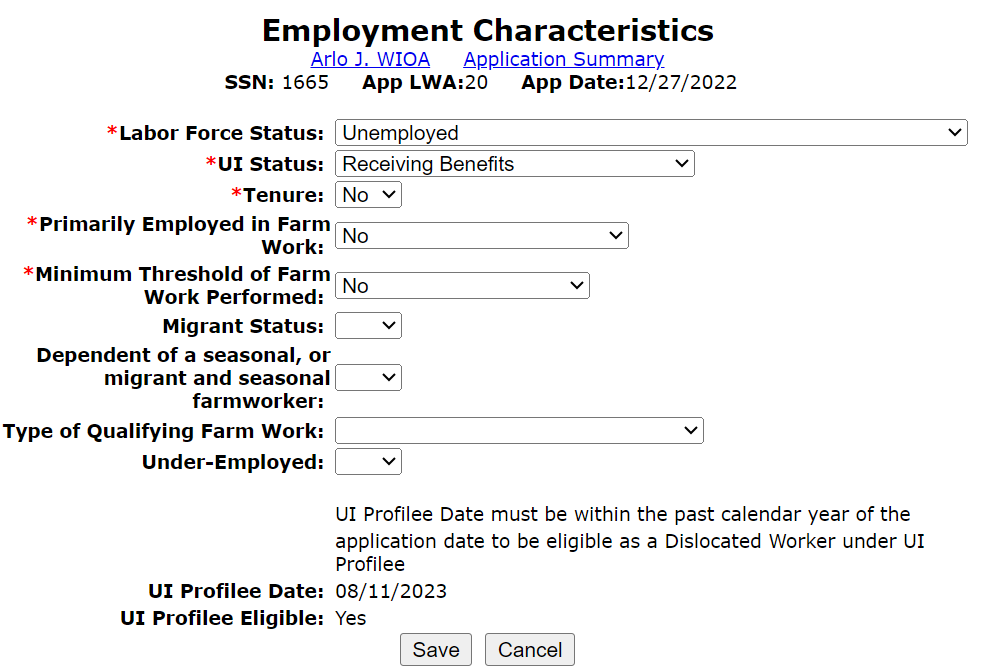 Employment Characteristics
Arlo J. WIOA Application Summary
SSN: 1665 App LWA:20 App Date:12/27/2022
*Labor Force Status: Unemployed
*UI Status: Receiving Benefits
*Tenure: No
*Primarily Employed in Farm
Work: No
*Minimum Threshold of Farm
Work Performed: No
Migrant Status:
Dependent of a seasonal, or
migrant and seasonal
farmworker:
Type of Qualifying Farm Work:
Under-Employed:
UI Profilee Date must be within the past calendar year of the
application date to be eligible as a Dislocated Worker under UI
Profilee
UI Profilee Date: 08/11/2023
UI Profilee Eligible: Yes
Save Cancel